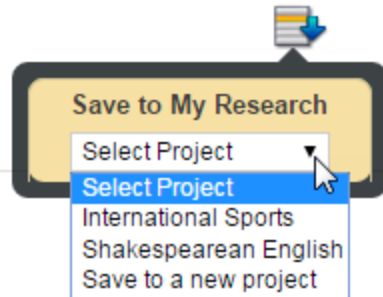 Save to My Research
Select Project
Select Project
International Sports
Shakespearean English
Save to a new project